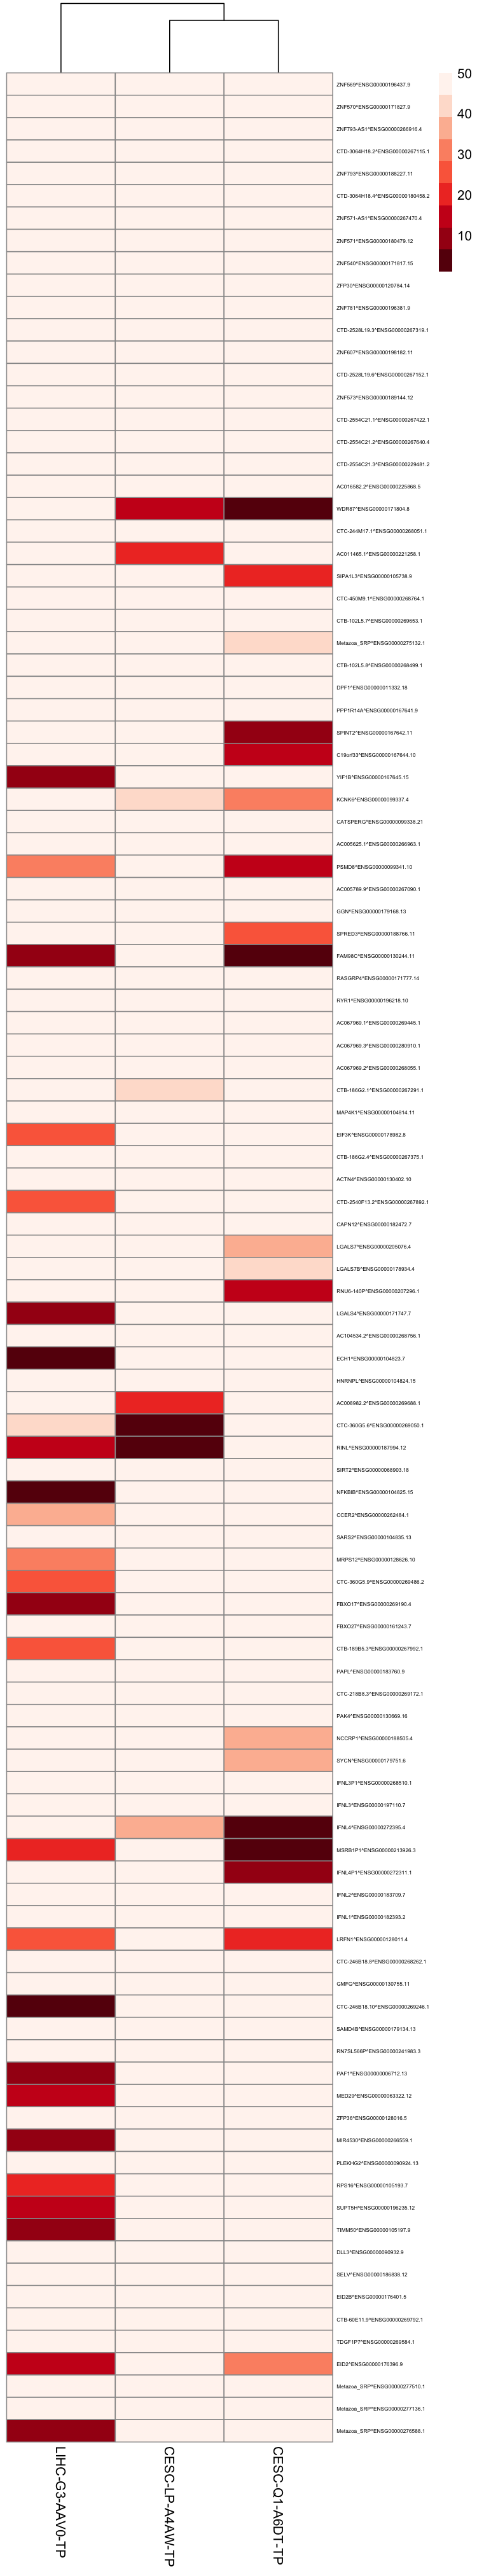 50
40
30
20
10
ZNF569^ENSG00000196437.9
ZNF570^ENSG00000171827.9
ZNF793-AS1^ENSG00000266916.4
CTD-3064H18.2^ENSG00000267115.1
ZNF793^ENSG00000188227.11
CTD-3064H18.4^ENSG00000180458.2
ZNF571-AS1^ENSG00000267470.4
ZNF571^ENSG00000180479.12
ZNF540^ENSG00000171817.15
ZFP30^ENSG00000120784.14
ZNF781^ENSG00000196381.9
CTD-2528L19.3^ENSG00000267319.1
ZNF607^ENSG00000198182.11
CTD-2528L19.6^ENSG00000267152.1
ZNF573^ENSG00000189144.12
CTD-2554C21.1^ENSG00000267422.1
CTD-2554C21.2^ENSG00000267640.4
CTD-2554C21.3^ENSG00000229481.2
AC016582.2^ENSG00000225868.5
WDR87^ENSG00000171804.8
CTC-244M17.1^ENSG00000268051.1
AC011465.1^ENSG00000221258.1
SIPA1L3^ENSG00000105738.9
CTC-450M9.1^ENSG00000268764.1
CTB-102L5.7^ENSG00000269653.1
Metazoa_SRP^ENSG00000275132.1
CTB-102L5.8^ENSG00000268499.1
DPF1^ENSG00000011332.18
PPP1R14A^ENSG00000167641.9
SPINT2^ENSG00000167642.11
C19orf33^ENSG00000167644.10
YIF1B^ENSG00000167645.15
KCNK6^ENSG00000099337.4
CATSPERG^ENSG00000099338.21
AC005625.1^ENSG00000266963.1
PSMD8^ENSG00000099341.10
AC005789.9^ENSG00000267090.1
GGN^ENSG00000179168.13
SPRED3^ENSG00000188766.11
FAM98C^ENSG00000130244.11
RASGRP4^ENSG00000171777.14
RYR1^ENSG00000196218.10
AC067969.1^ENSG00000269445.1
AC067969.3^ENSG00000280910.1
AC067969.2^ENSG00000268055.1
CTB-186G2.1^ENSG00000267291.1
MAP4K1^ENSG00000104814.11
EIF3K^ENSG00000178982.8
CTB-186G2.4^ENSG00000267375.1
ACTN4^ENSG00000130402.10
CTD-2540F13.2^ENSG00000267892.1
CAPN12^ENSG00000182472.7
LGALS7^ENSG00000205076.4
LGALS7B^ENSG00000178934.4
RNU6-140P^ENSG00000207296.1
LGALS4^ENSG00000171747.7
AC104534.2^ENSG00000268756.1
ECH1^ENSG00000104823.7
HNRNPL^ENSG00000104824.15
AC008982.2^ENSG00000269688.1
CTC-360G5.6^ENSG00000269050.1
RINL^ENSG00000187994.12
SIRT2^ENSG00000068903.18
NFKBIB^ENSG00000104825.15
CCER2^ENSG00000262484.1
SARS2^ENSG00000104835.13
MRPS12^ENSG00000128626.10
CTC-360G5.9^ENSG00000269486.2
FBXO17^ENSG00000269190.4
FBXO27^ENSG00000161243.7
CTB-189B5.3^ENSG00000267992.1
PAPL^ENSG00000183760.9
CTC-218B8.3^ENSG00000269172.1
PAK4^ENSG00000130669.16
NCCRP1^ENSG00000188505.4
SYCN^ENSG00000179751.6
IFNL3P1^ENSG00000268510.1
IFNL3^ENSG00000197110.7
IFNL4^ENSG00000272395.4
MSRB1P1^ENSG00000213926.3
IFNL4P1^ENSG00000272311.1
IFNL2^ENSG00000183709.7
IFNL1^ENSG00000182393.2
LRFN1^ENSG00000128011.4
CTC-246B18.8^ENSG00000268262.1
GMFG^ENSG00000130755.11
CTC-246B18.10^ENSG00000269246.1
SAMD4B^ENSG00000179134.13
RN7SL566P^ENSG00000241983.3
PAF1^ENSG00000006712.13
MED29^ENSG00000063322.12
ZFP36^ENSG00000128016.5
MIR4530^ENSG00000266559.1
PLEKHG2^ENSG00000090924.13
RPS16^ENSG00000105193.7
SUPT5H^ENSG00000196235.12
TIMM50^ENSG00000105197.9
DLL3^ENSG00000090932.9
SELV^ENSG00000186838.12
EID2B^ENSG00000176401.5
CTB-60E11.9^ENSG00000269792.1
TDGF1P7^ENSG00000269584.1
EID2^ENSG00000176396.9
Metazoa_SRP^ENSG00000277510.1
Metazoa_SRP^ENSG00000277136.1
Metazoa_SRP^ENSG00000276588.1
LIHC-G3-AAV0-TP
CESC-LP-A4AW-TP
CESC-Q1-A6DT-TP